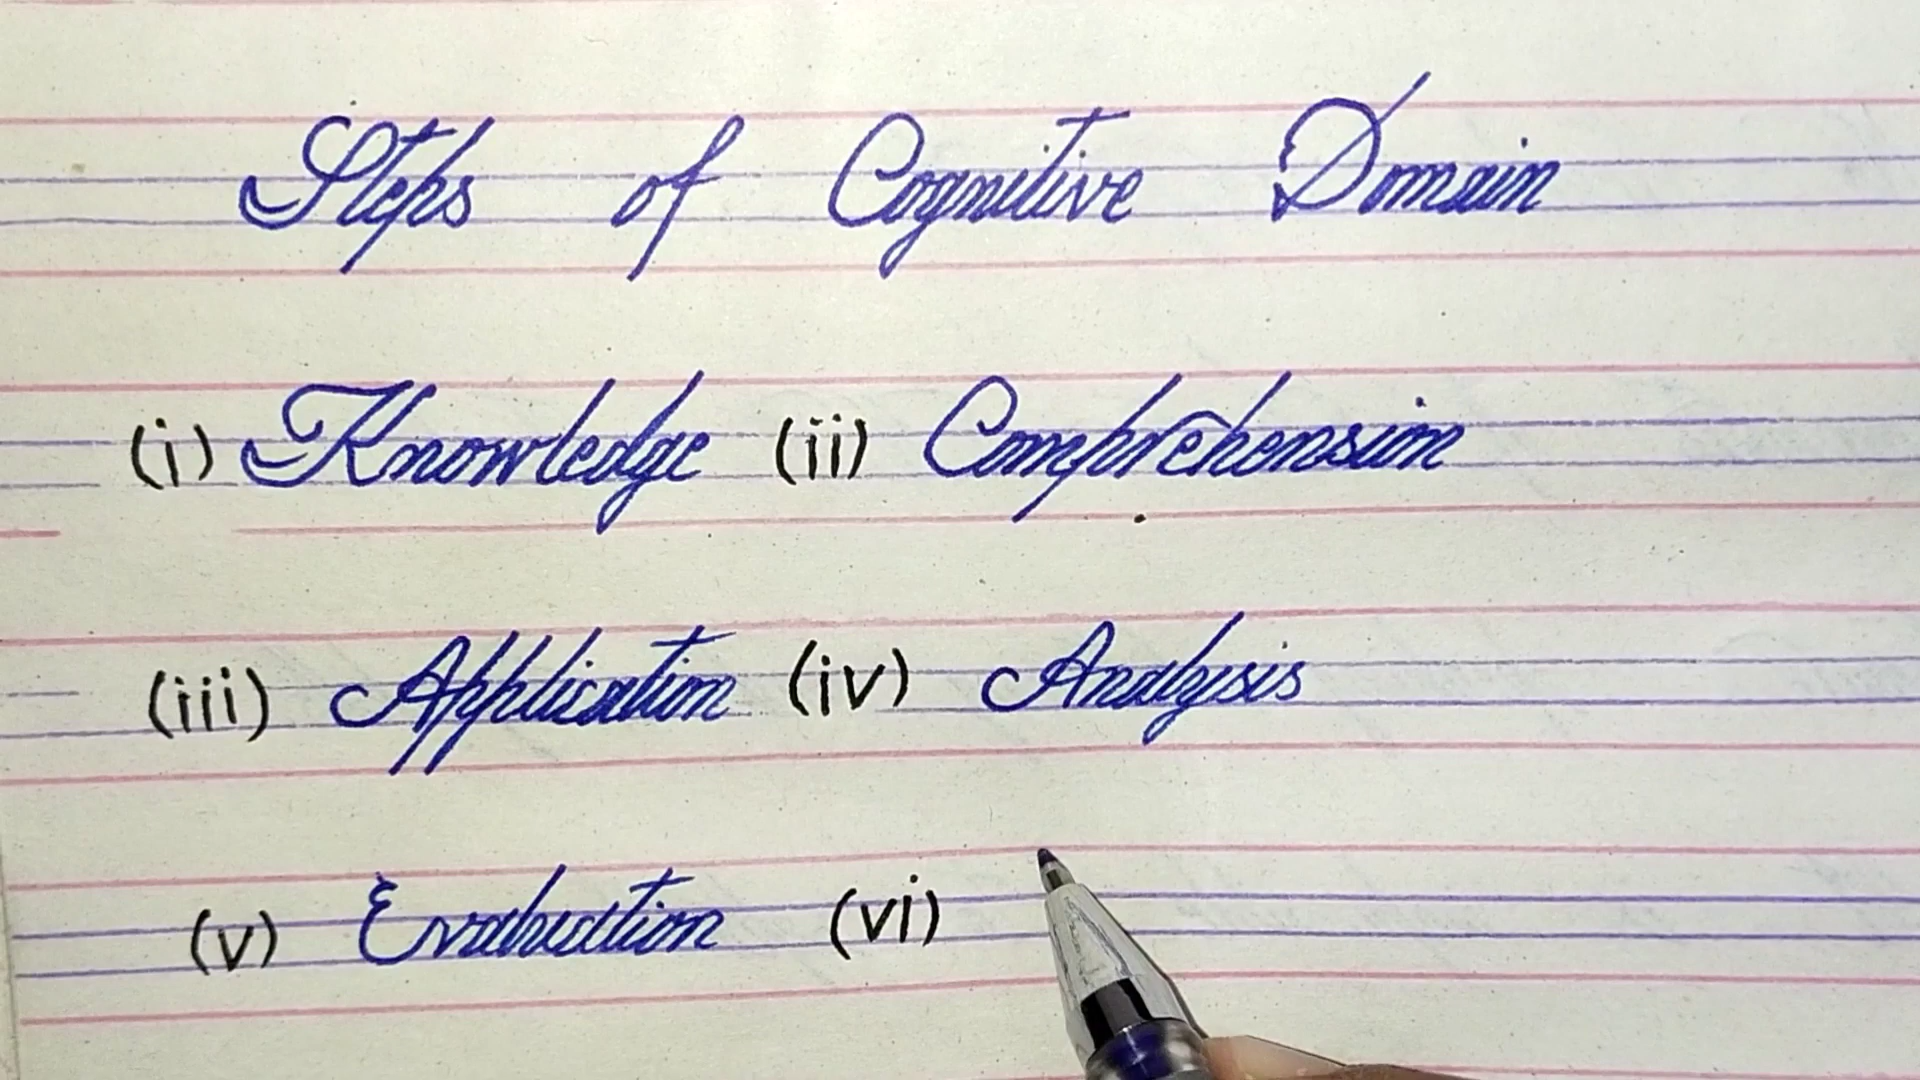 Steps of Cognitive Domain
(i) Knowledge (ii) Comprehension
(iii) Application (iv) Analysis
(v) Evaluation (vi)